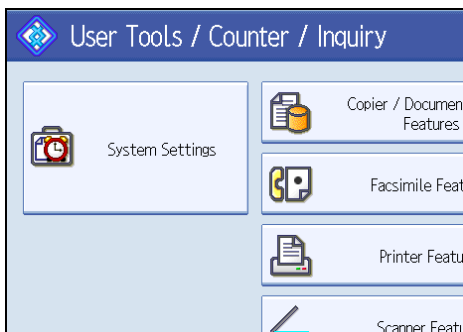 User Tools / Counter / Inquiry
System Settings
Copier / Documen
Features
Facsimile Feat
Printer Featu
Scanner Featu